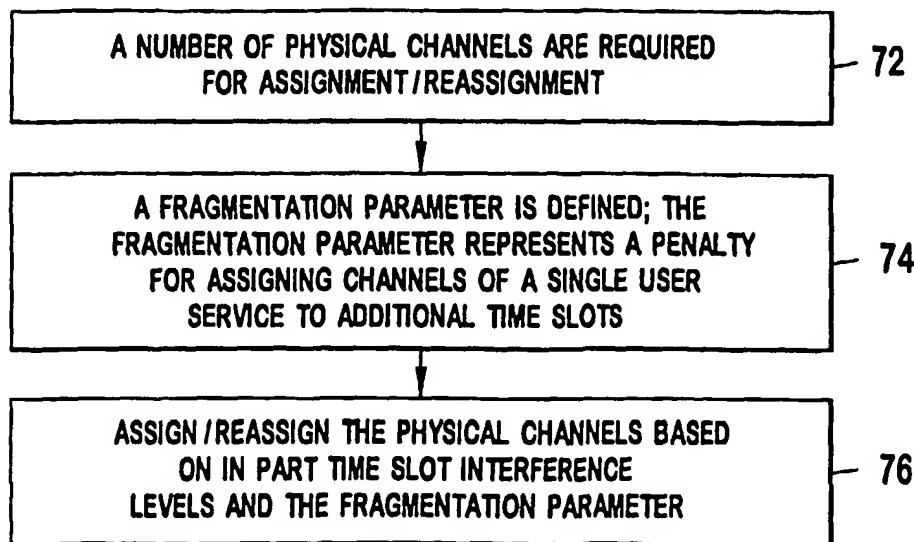 A NUMBER OF PHYSICAL CHANNELS ARE REQUIRED
FOR ASSIGNMENT/REASSIGNMENT
72
A FRAGMENTATION PARAMETER IS DEFINED; THE
FRAGMENTATION PARAMETER REPRESENTS A PENALTY
FOR ASSIGNING CHANNELS OF A SINGLE USER
SERVICE TO ADDITIONAL TIME SLOTS
74
ASSIGN/REASSIGN THE PHYSICAL CHANNELS BASED
ON IN PART TIME SLOT INTERFERENCE
LEVELS AND THE FRAGMENTATION PARAMETER
76